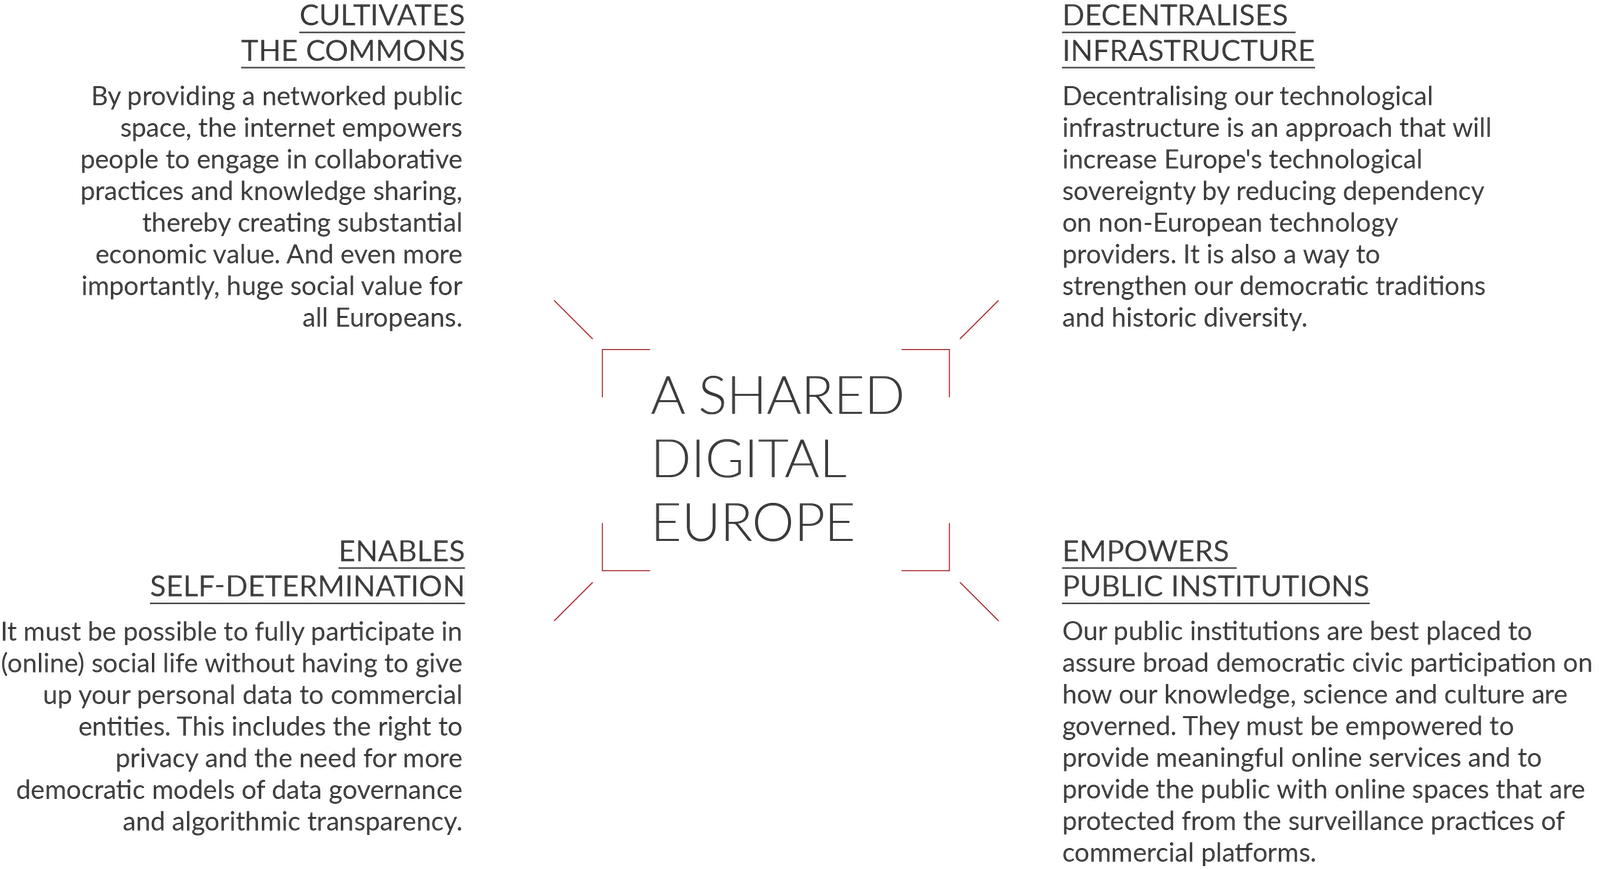 CULTIVATES
THE COMMONS
By providing a networked public
space, the internet empowers
people to engage in collaborative
practices and knowledge sharing,
thereby creating substantial
economic value. And even more
importantly, huge social value for
all Europeans.
DECENTRALISES
INFRASTRUCTURE
Decentralising our technological
infrastructure is an approach that will
increase Europe's technological
sovereignty by reducing dependency
on non-European technology
providers. It is also a way to
strengthen our democratic traditions
and historic diversity.
A SHARED
DIGITAL
EUROPE
ENABLES
SELF-DETERMINATION
It must be possible to fully participate in
(online) social life without having to give
up your personal data to commercial
entities. This includes the right to
privacy and the need for more
democratic models of data governance
and algorithmic transparency.
EMPOWERS
PUBLIC INSTITUTIONS
Our public institutions are best placed to
assure broad democratic civic participation on
how our knowledge, science and culture are
governed. They must be empowered to
provide meaningful online services and to
provide the public with online spaces that are
protected from the surveillance practices of
commercial platforms.